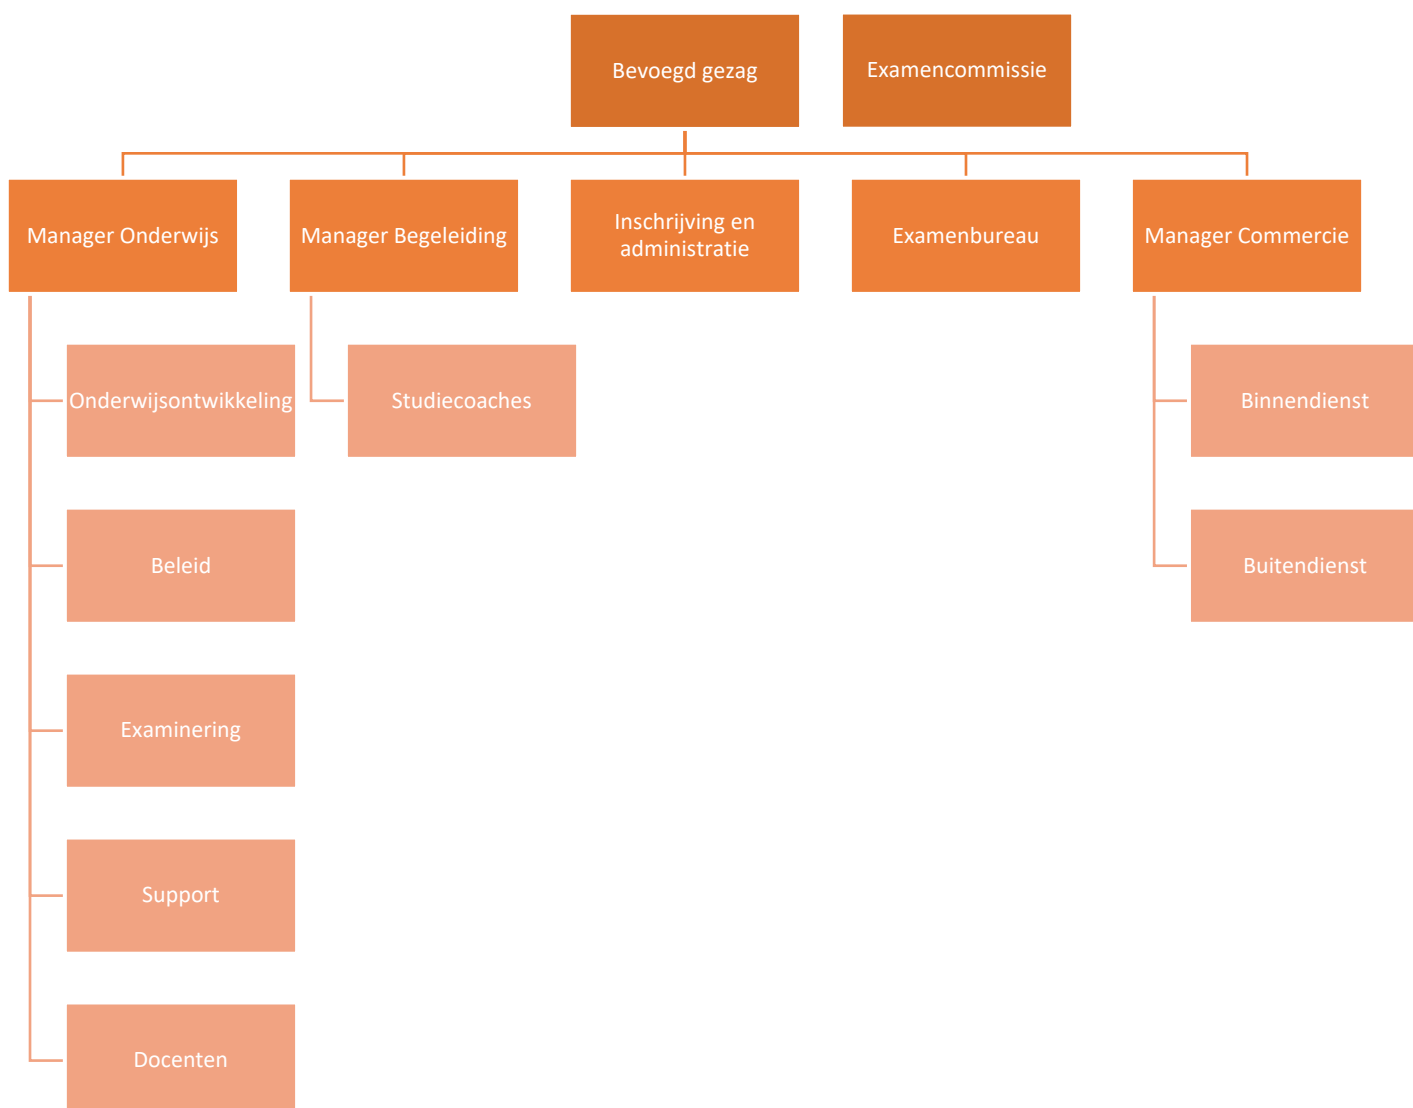 Bevoegd gezag
Examencommissie
Manager Onderwijs
Manager Begeleiding
Inschrijving en
administratie
Examenbureau
Manager Commercie
Onderwijsontwikkeling
Studiecoaches
Binnendienst
Beleid
Buitendienst
Examinering
Support
Docenten